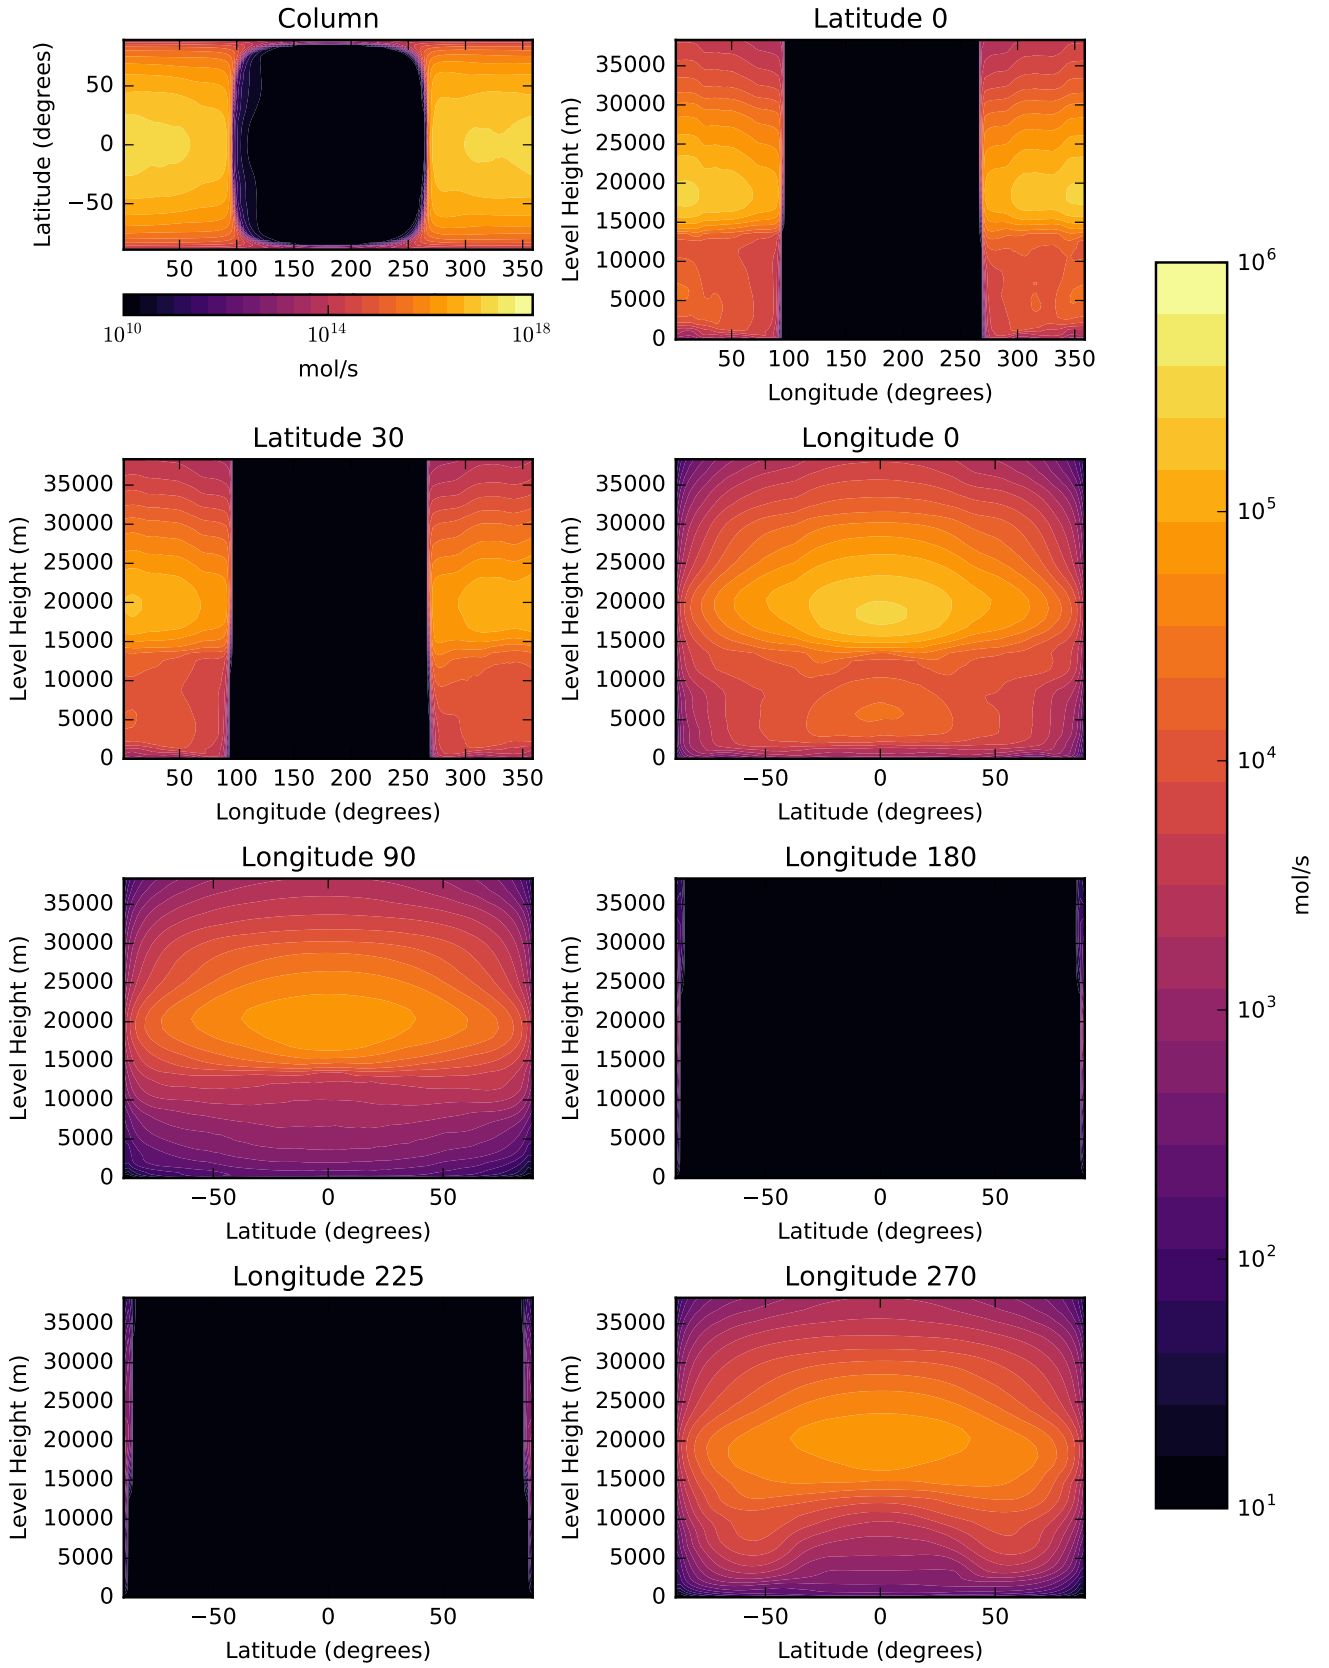 Column
Latitude (degrees)
50
0
−50
50 100 150 200 250 300 350
10^10 10^14 10^18
mol/s
Latitude 0
Level Height (m)
35000
30000
25000
20000
15000
10000
5000
0
50 100 150 200 250 300 350
Longitude (degrees)
Latitude 30
Level Height (m)
35000
30000
25000
20000
15000
10000
5000
0
50 100 150 200 250 300 350
Longitude (degrees)
Longitude 0
Level Height (m)
35000
30000
25000
20000
15000
10000
5000
0
−50 0 50
Latitude (degrees)
Longitude 90
Level Height (m)
35000
30000
25000
20000
15000
10000
5000
0
−50 0 50
Latitude (degrees)
Longitude 180
Level Height (m)
35000
30000
25000
20000
15000
10000
5000
0
−50 0 50
Latitude (degrees)
Longitude 225
Level Height (m)
35000
30000
25000
20000
15000
10000
5000
0
−50 0 50
Latitude (degrees)
Longitude 270
Level Height (m)
35000
30000
25000
20000
15000
10000
5000
0
−50 0 50
Latitude (degrees)
10^6
10^5
10^4
10^3
10^2
10^1
mol/s